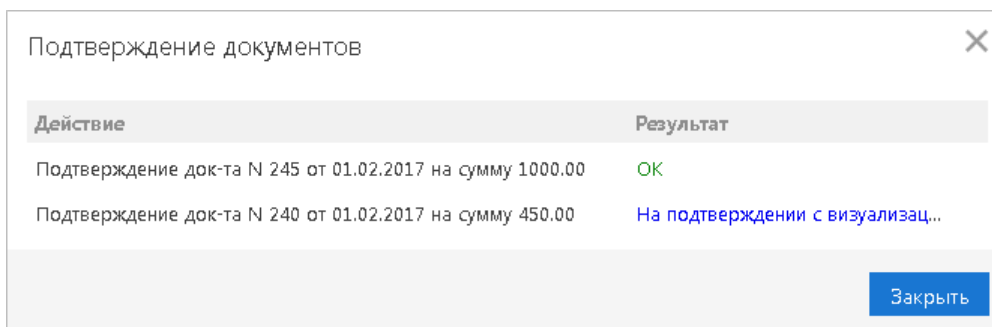 Подтверждение документов
Действие Результат
Подтверждение док-та N 245 от 01.02.2017 на сумму 1000.00 ОК
Подтверждение док-та N 240 от 01.02.2017 на сумму 450.00 На подтверждении с визуализац...
Закрыть